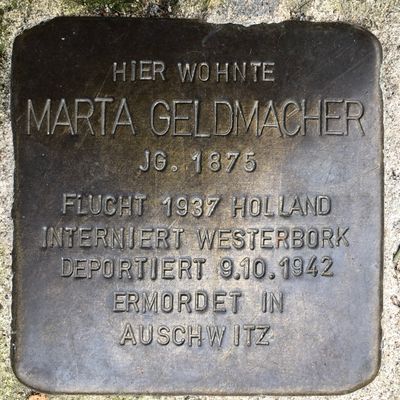 HIER WOHNTE
MARTA GELDMACHER
JG. 1875
FLUCHT 1937 HOLLAND
INTERNIERT WESTERBORK
DEPORTIERT 9.10.1942
ERMORDET IN
AUSCHWITZ